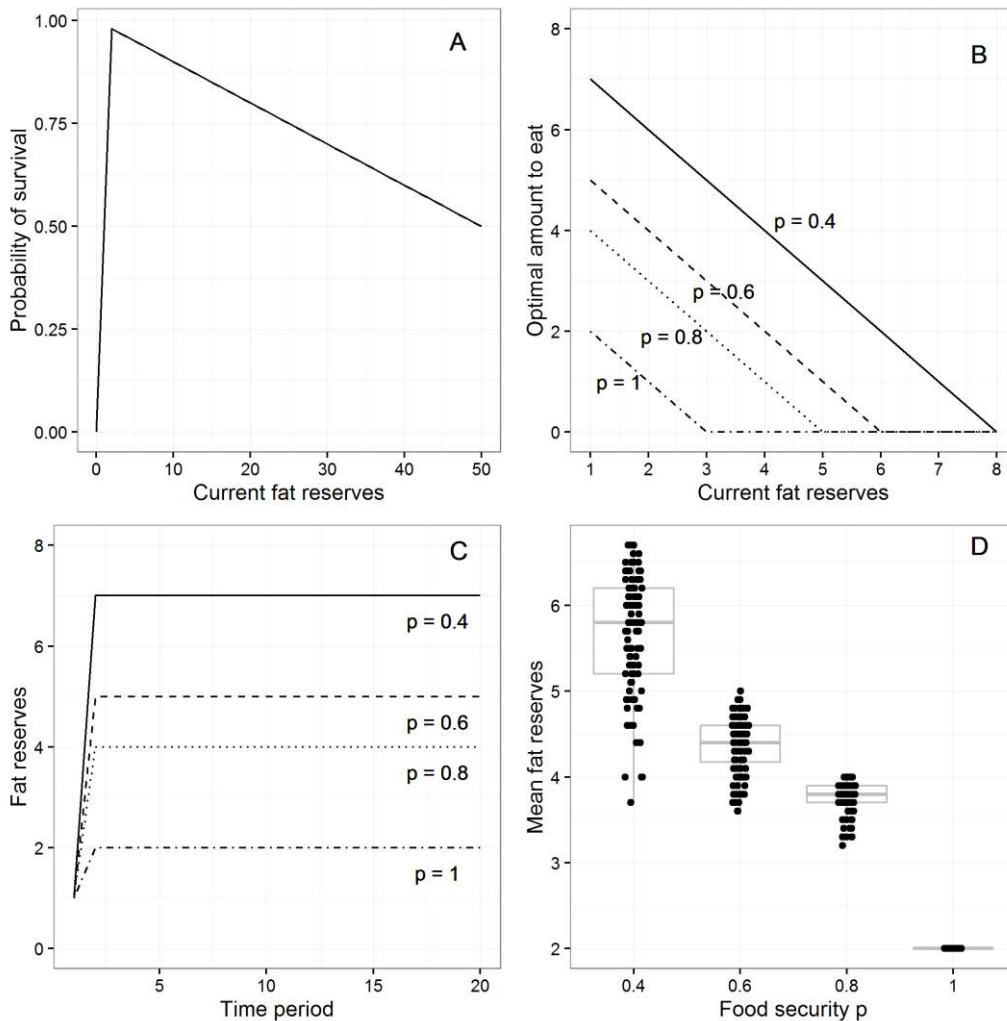 A
Probability of survival
1.00
0.75
0.50
0.25
0.00
0 10 20 30 40 50
Current fat reserves
B
Optimal amount to eat
8
6
4
2
0
p = 0.4
p = 0.6
p = 0.8
p = 1
1 2 3 4 5 6 7 8
Current fat reserves
C
Fat reserves
8
6
4
2
0
p = 0.4
p = 0.6
p = 0.8
p = 1
5 10 15 20
Time period
D
Mean fat reserves
6
5
4
3
2
0.4 0.6 0.8 1
Food security p